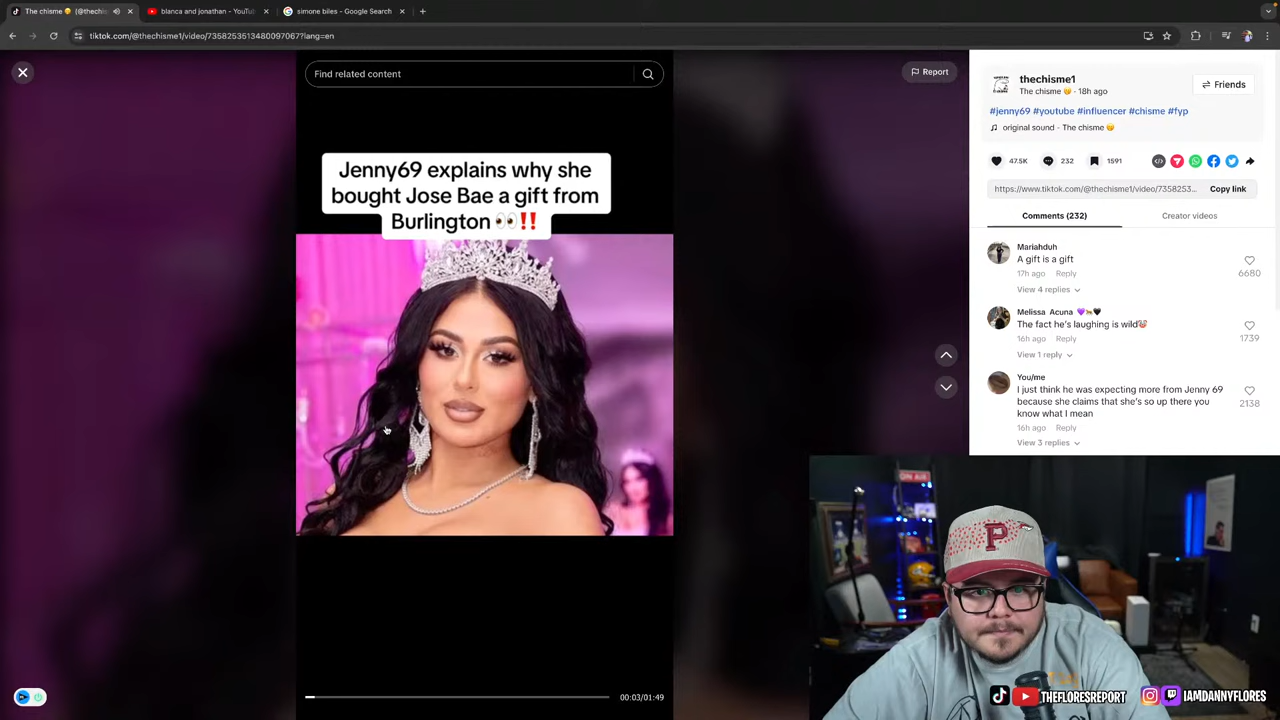 The chisme 🤭 (@thechis
blanca and jonathan - YouTub
simone biles - Google Search
tiktok.com/@thechisme1/video/7358253513480097067?lang=en
Find related content
Report
Jenny69 explains why she
bought Jose Bae a gift from
Burlington 👀‼️
00:03/01:49
thechisme1
The chisme 🤭 · 18h ago
Friends
#jenny69 #youtube #influencer #chisme #fyp
original sound - The chisme 🤭
47.5K
232
1591
https://www.tiktok.com/@thechisme1/video/7358253...
Copy link
Comments (232)
Creator videos
Mariahduh
A gift is a gift
17h ago Reply
6680
View 4 replies
Melissa Acuna
The fact he's laughing is wild
16h ago Reply
1739
View 1 reply
You/me
I just think he was expecting more from Jenny 69
because she claims that she's so up there you
know what I mean
16h ago Reply
2138
View 3 replies
ON AIR
P
THEFLORESREPORT
IAMDANNYFLORES